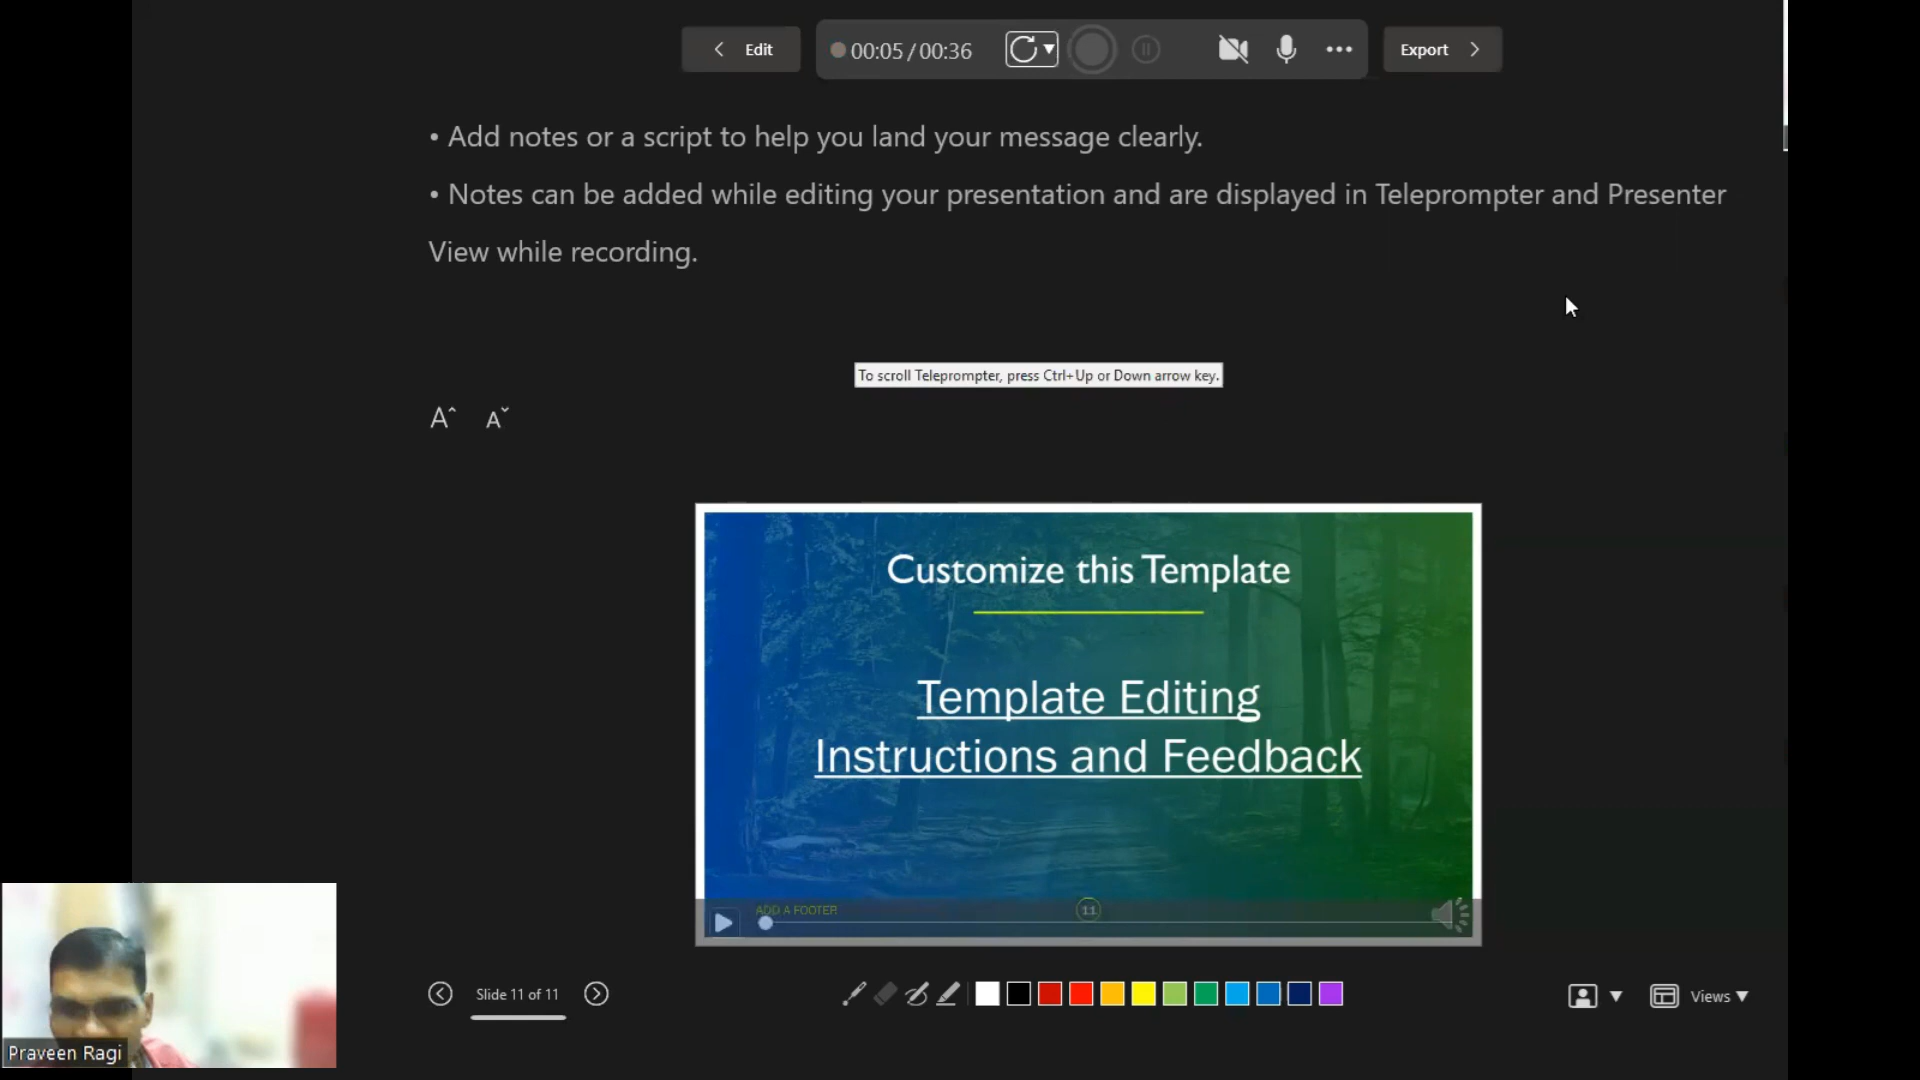 Edit
00:05 / 00:36
Export
• Add notes or a script to help you land your message clearly.
• Notes can be added while editing your presentation and are displayed in Teleprompter and Presenter
View while recording.
To scroll Teleprompter, press Ctrl+Up or Down arrow key.
A A
Customize this Template
Template Editing
Instructions and Feedback
ADD A FOOTER
11
Slide 11 of 11
Views
Praveen Ragi